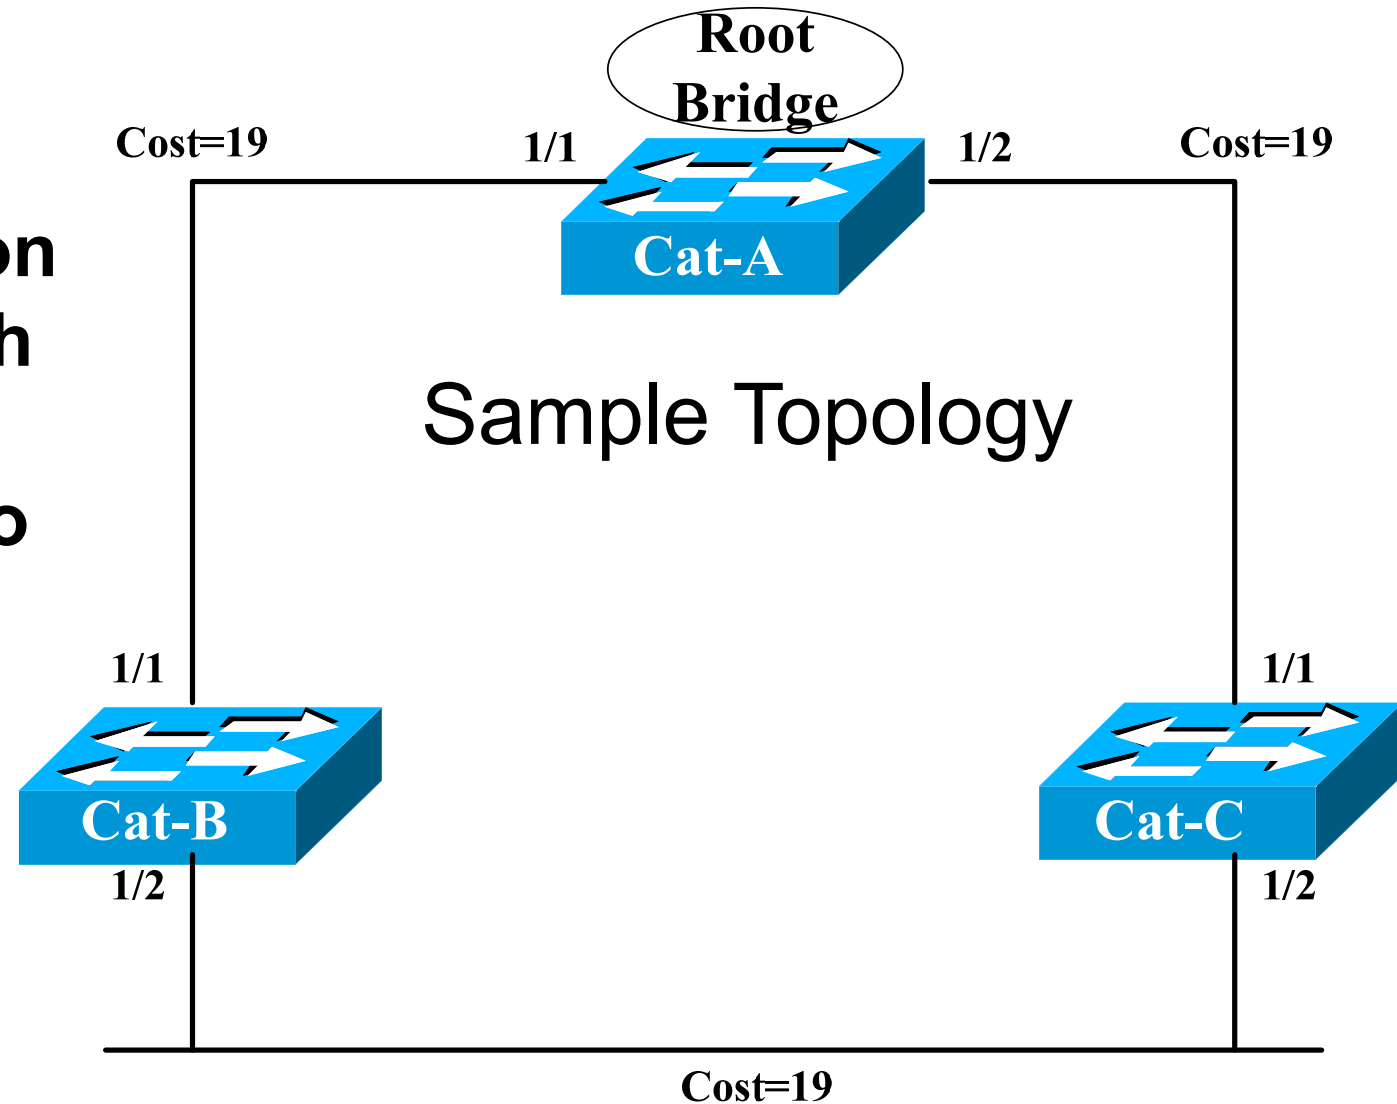 Root
Bridge
Cost=19
1/1
1/2
Cost=19
on
h
Cat-A
Sample Topology
o
1/1
1/1
Cat-B
Cat-C
1/2
1/2
Cost=19